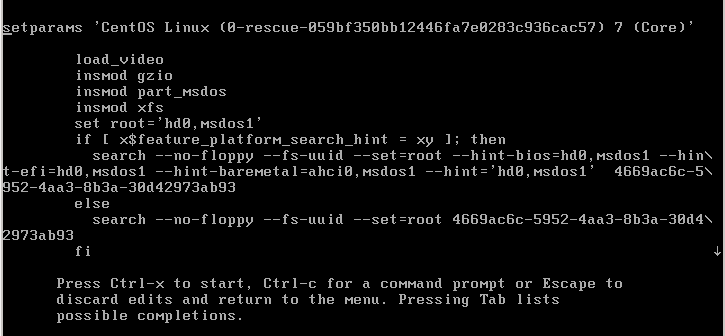 setparams 'CentOS Linux (0-rescue-059bf350bb12446fa7e0283c936cac57) 7 (Core)'
load_video
insmod gzio
insmod part_msdos
insmod xfs
set root='hd0,msdos1'
if [ x$feature_platform_search_hint = xy ]; then
search --no-floppy --fs-uuid --set=root --hint-bios=hd0,msdos1 --hin\
t-efi=hd0,msdos1 --hint-baremetal=ahci0,msdos1 --hint='hd0,msdos1'  4669ac6c-5\
952-4aa3-8b3a-30d42973ab93
else
search --no-floppy --fs-uuid --set=root 4669ac6c-5952-4aa3-8b3a-30d4\
2973ab93
fi ↓
Press Ctrl-x to start, Ctrl-c for a command prompt or Escape to
discard edits and return to the menu. Pressing Tab lists
possible completions.